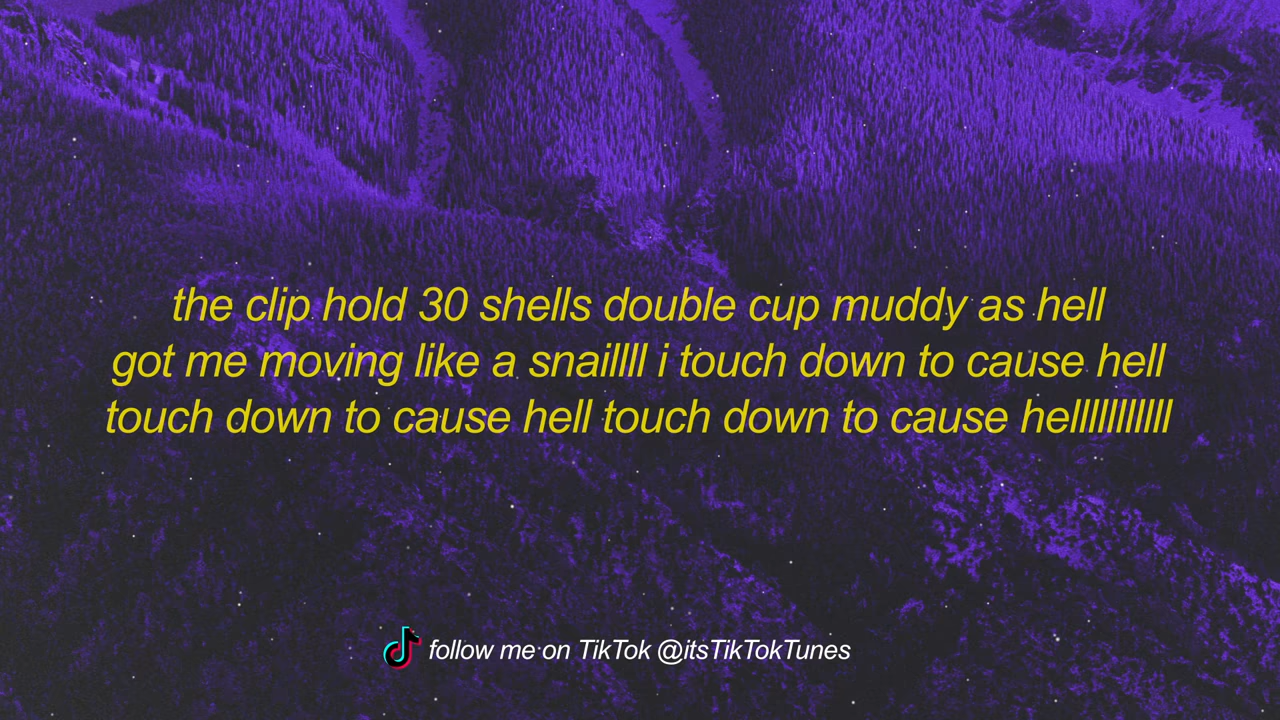 the clip hold 30 shells double cup muddy as hell
got me moving like a snaillll i touch down to cause hell
touch down to cause hell touch down to cause hellllllllllll
follow me on TikTok @itsTikTokTunes